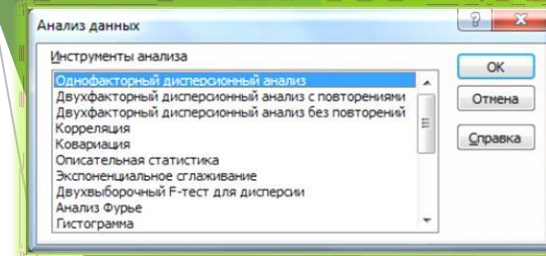 Анализ данных
Инструменты анализа
Однофакторный дисперсионный анализ
Двухфакторный дисперсионный анализ с повторениями
Двухфакторный дисперсионный анализ без повторений
Корреляция
Ковариация
Описательная статистика
Экспоненциальное сглаживание
Двухвыборочный F-тест для дисперсии
Анализ Фурье
Гистограмма
ОК
Отмена
Справка